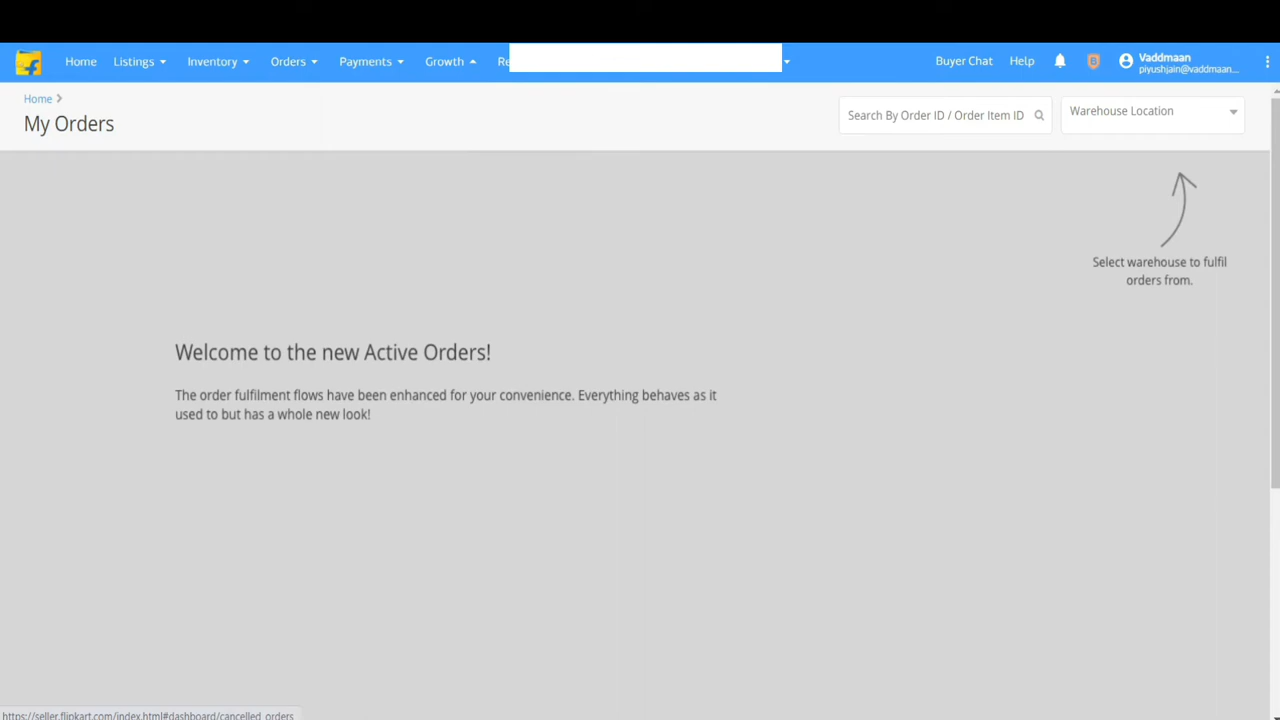 Home Listings Inventory Orders Payments Growth Buyer Chat Help Vaddmaan
piyushjain@vaddmaan...
Home
My Orders
Search By Order ID / Order Item ID Warehouse Location
Select warehouse to fulfil
orders from.
Welcome to the new Active Orders!
The order fulfilment flows have been enhanced for your convenience. Everything behaves as it
used to but has a whole new look!
https://seller.flipkart.com/index.html#dashboard/cancelled_orders